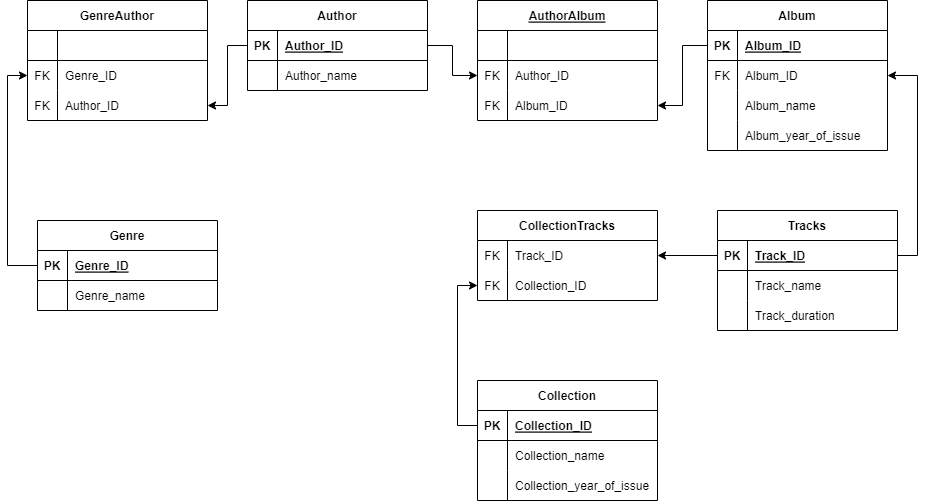 GenreAuthor
FK Genre_ID
FK Author_ID
Author
PK Author_ID
Author_name
AuthorAlbum
FK Author_ID
FK Album_ID
Album
PK Album_ID
FK Album_ID
Album_name
Album_year_of_issue
Genre
PK Genre_ID
Genre_name
CollectionTracks
FK Track_ID
FK Collection_ID
Tracks
PK Track_ID
Track_name
Track_duration
Collection
PK Collection_ID
Collection_name
Collection_year_of_issue